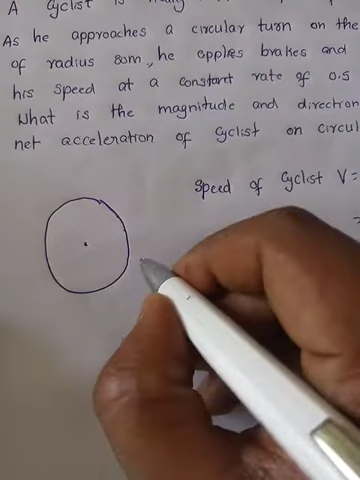 A Cyclist is
As he approaches a circular turn on the
of radius 80m, he applies brakes and
his speed at a constant rate of 0.5
What is the magnitude and direction
net acceleration of Cyclist on Circul
Speed of Cyclist V =
=